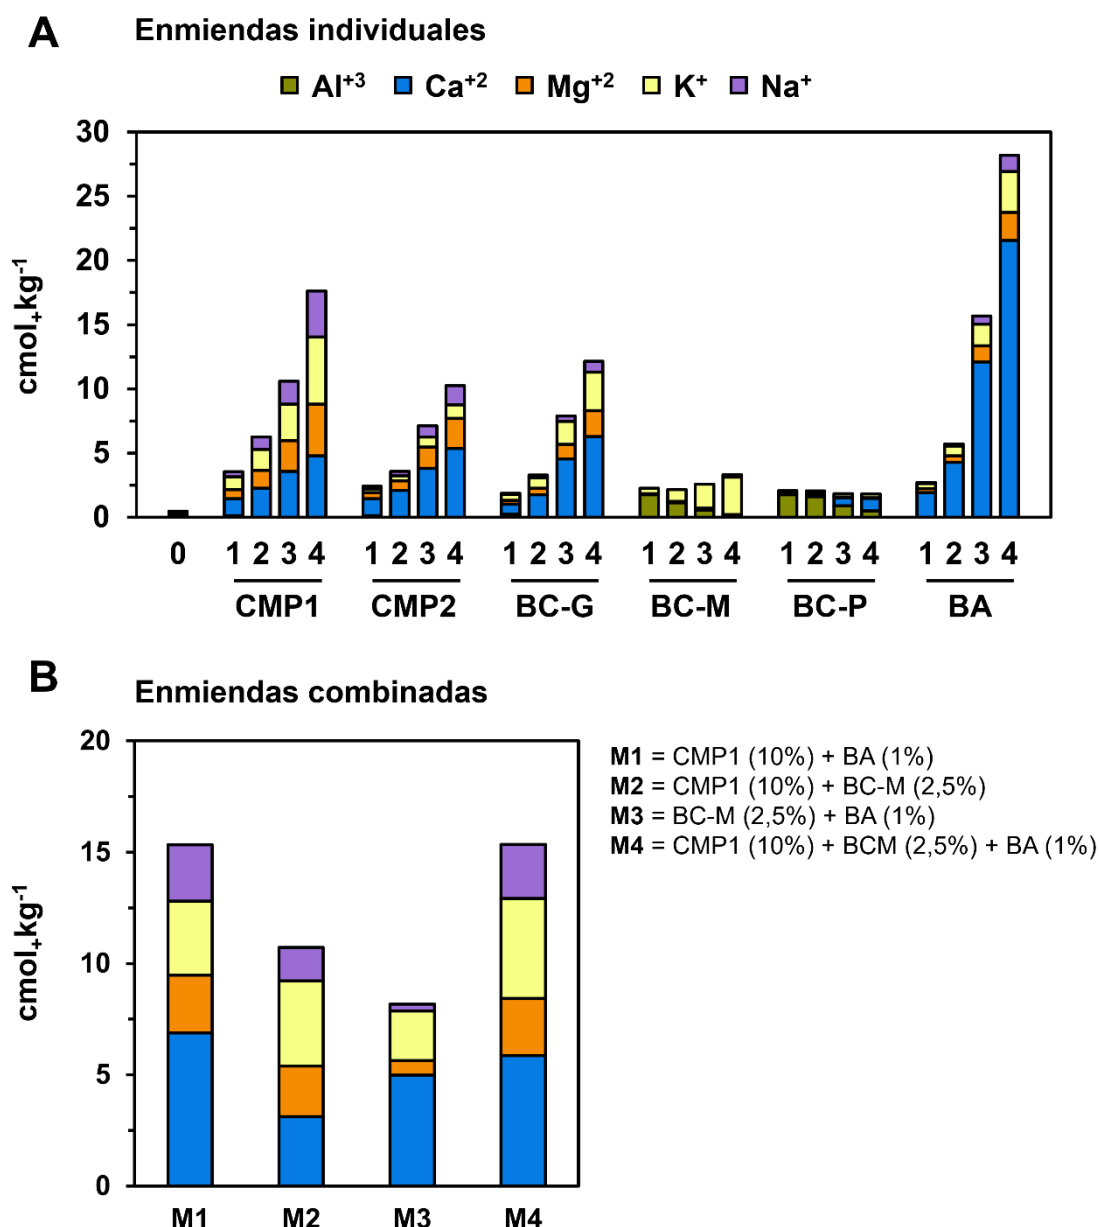 A
Enmiendas individuales
Al+3 Ca+2 Mg+2 K+ Na+
30
25
20
15
10
5
0
cmol+kg-1
0 1 2 3 4 1 2 3 4 1 2 3 4 1 2 3 4 1 2 3 4 1 2 3 4
CMP1 CMP2 BC-G BC-M BC-P BA
B
Enmiendas combinadas
20
15
10
5
0
cmol+kg-1
M1 M2 M3 M4
M1 = CMP1 (10%) + BA (1%)
M2 = CMP1 (10%) + BC-M (2,5%)
M3 = BC-M (2,5%) + BA (1%)
M4 = CMP1 (10%) + BCM (2,5%) + BA (1%)